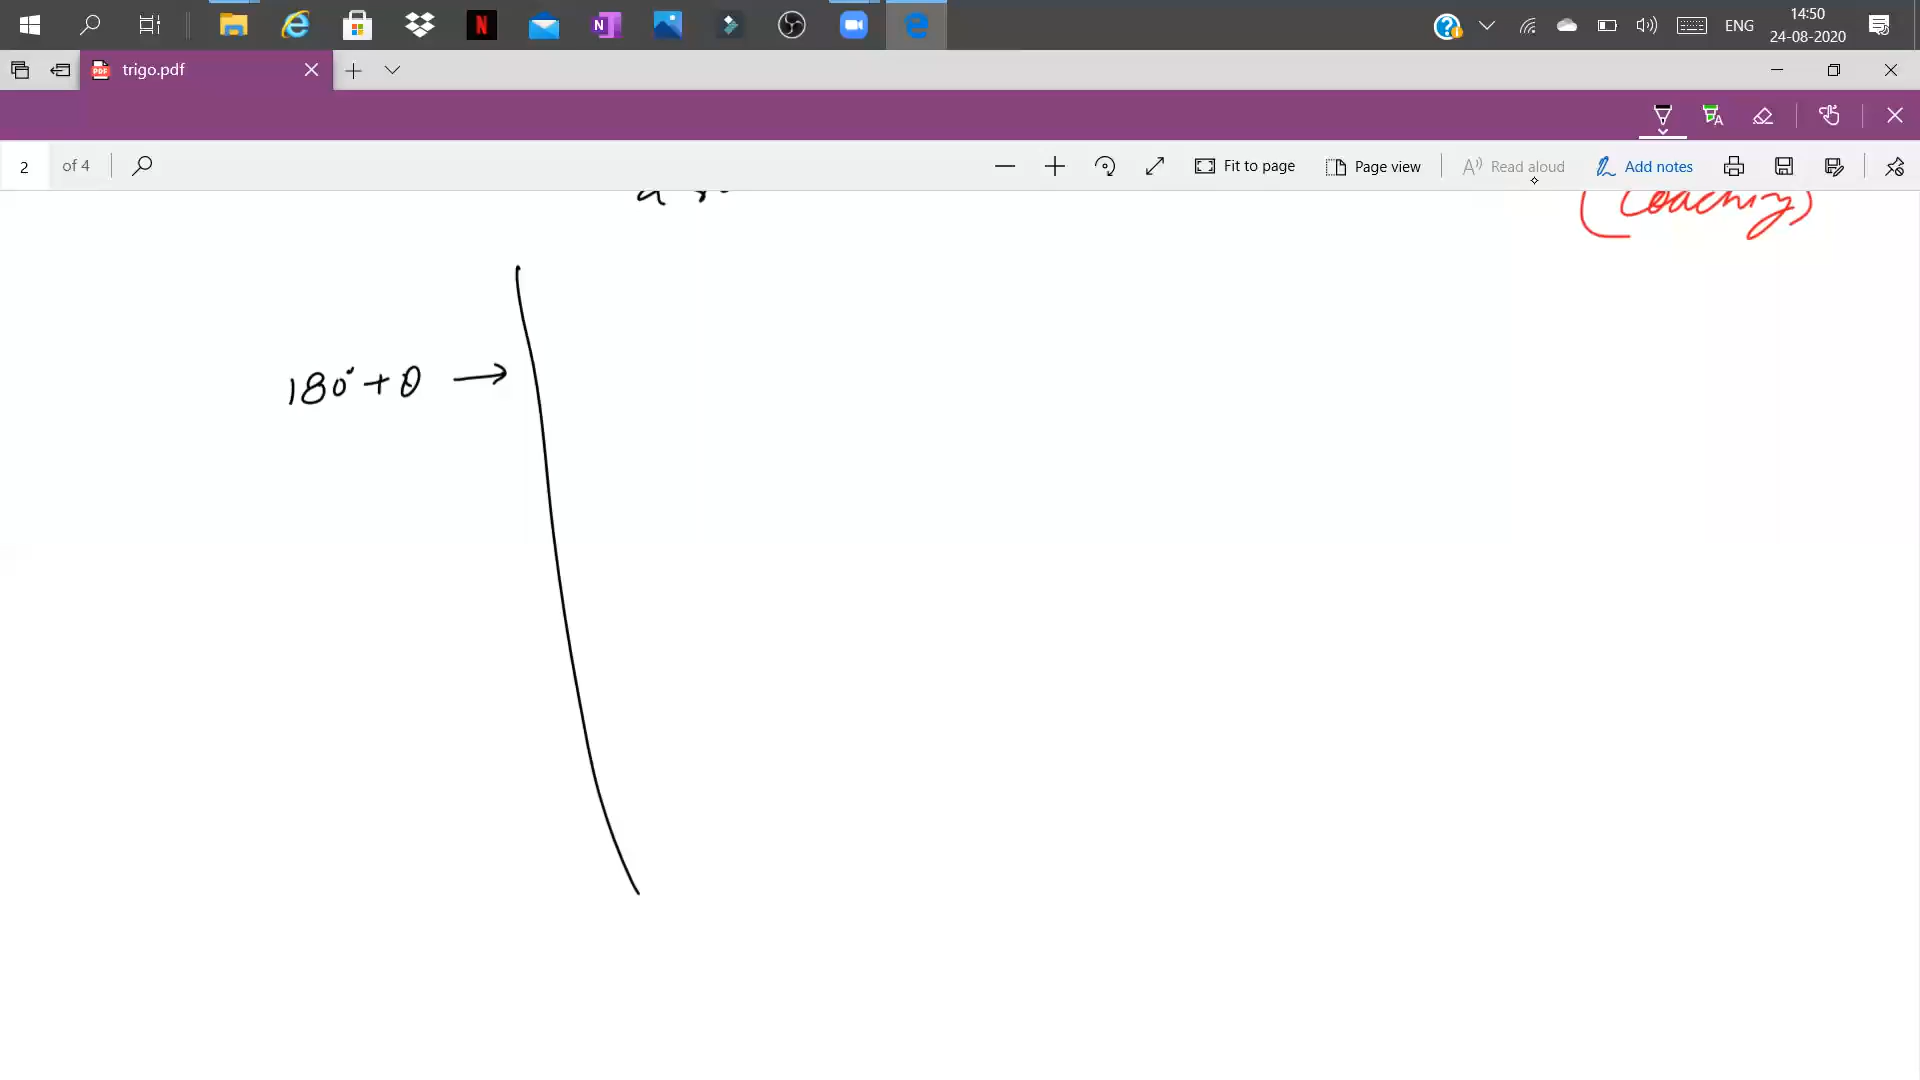 14:50
ENG
24-08-2020
trigo.pdf
2 of 4
Fit to page
Page view
Read aloud
Add notes
(Coaching)
180°+θ →